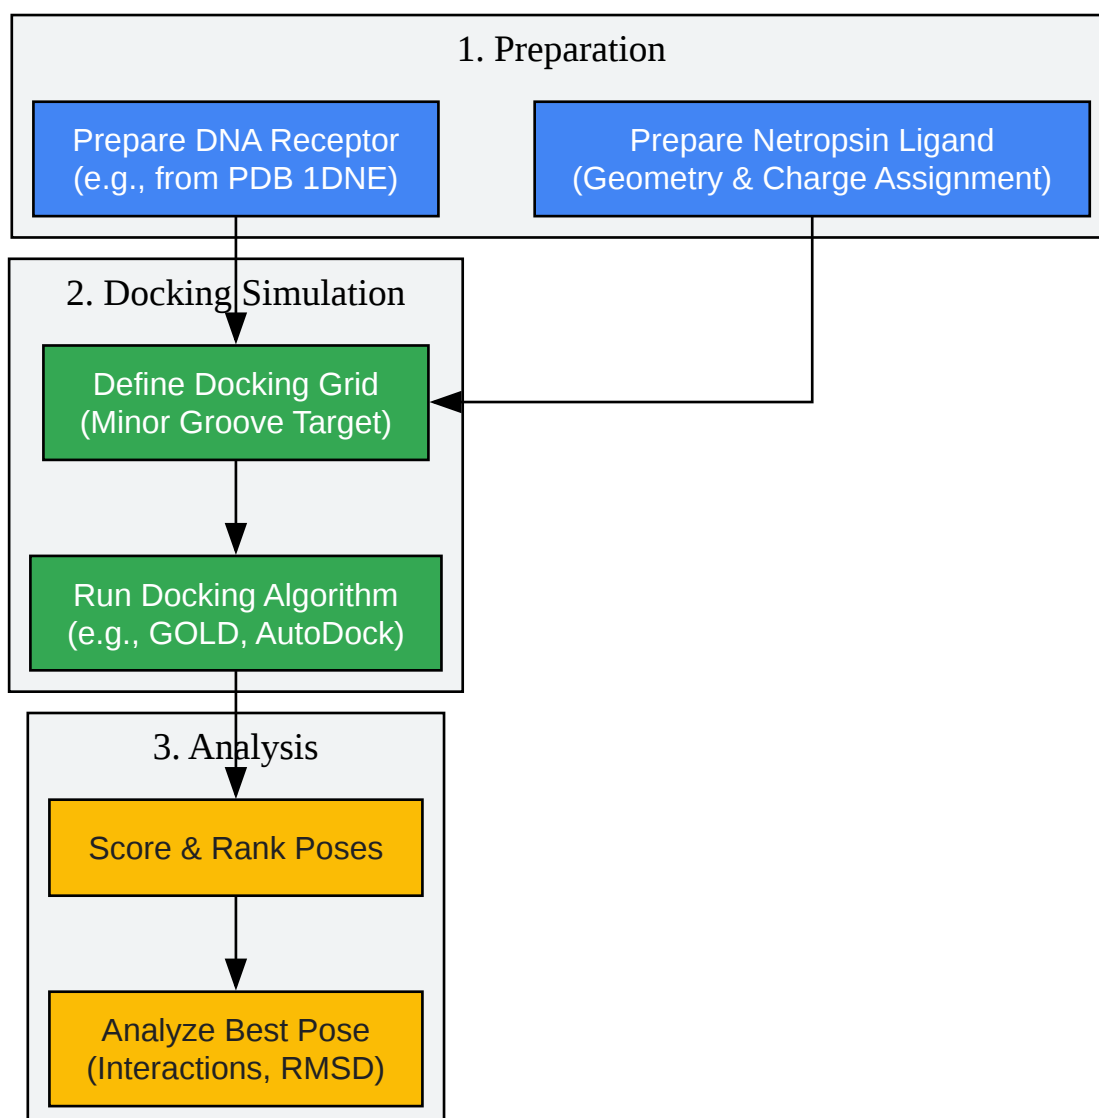 1. Preparation
Prepare DNA Receptor
(e.g., from PDB 1DNE)
Prepare Netropsin Ligand
(Geometry & Charge Assignment)
2. Docking Simulation
Define Docking Grid
(Minor Groove Target)
Run Docking Algorithm
(e.g., GOLD, AutoDock)
3. Analysis
Score & Rank Poses
Analyze Best Pose
(Interactions, RMSD)